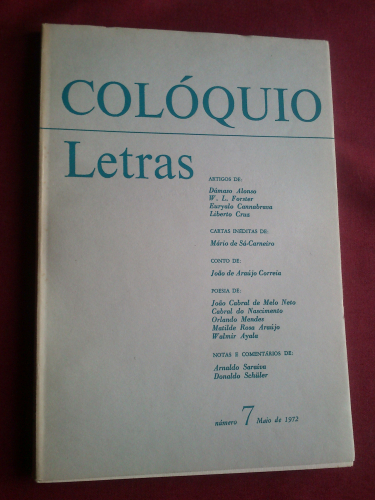 COLÓQUIO
Letras
ARTIGOS DE:
Dámaso Alonso
W. L. Forster
Euryalo Cannabrava
Liberto Cruz
CARTAS INÉDITAS DE:
Mário de Sá-Carneiro
CONTO DE:
João de Araújo Correia
POESIA DE:
João Cabral de Melo Neto
Cabral do Nascimento
Orlando Mendes
Matilde Rosa Araújo
Walmir Ayala
NOTAS E COMENTÁRIOS DE:
Arnaldo Saraiva
Donaldo Schüler
número 7 Maio de 1972